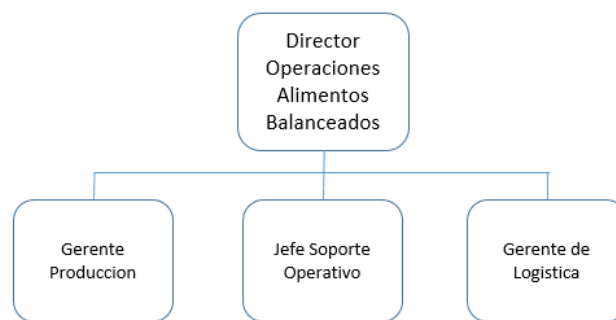 Director
Operaciones
Alimentos
Balanceados
Gerente
Produccion
Jefe Soporte
Operativo
Gerente de
Logistica